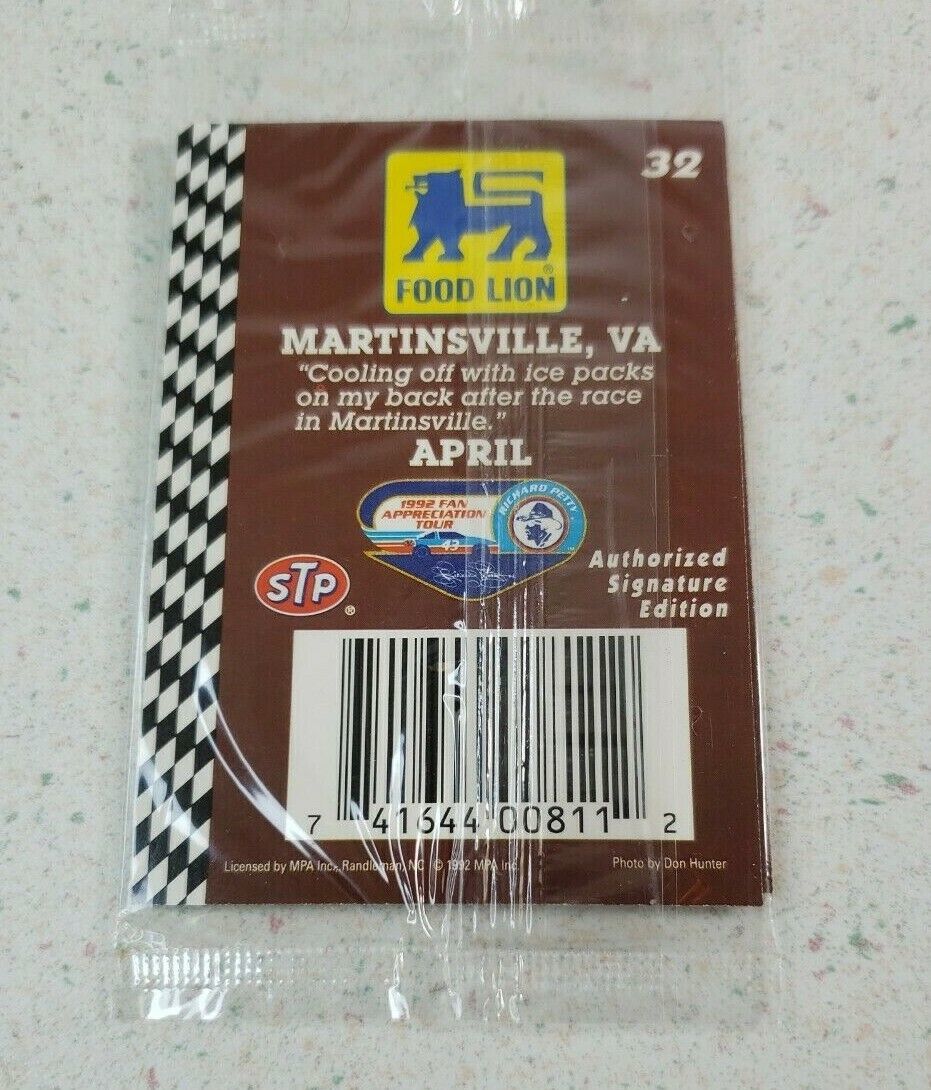 32
FOOD LION®
MARTINSVILLE, VA
"Cooling off with ice packs
on my back after the race
in Martinsville."
APRIL
1992 FAN
APPRECIATION
TOUR
RICHARD PETTY
43
STP®
Authorized
Signature
Edition
7 41644 00811 2
Licensed by MPA Inc., Randleman, NC © 1992 MPA Inc
Photo by Don Hunter